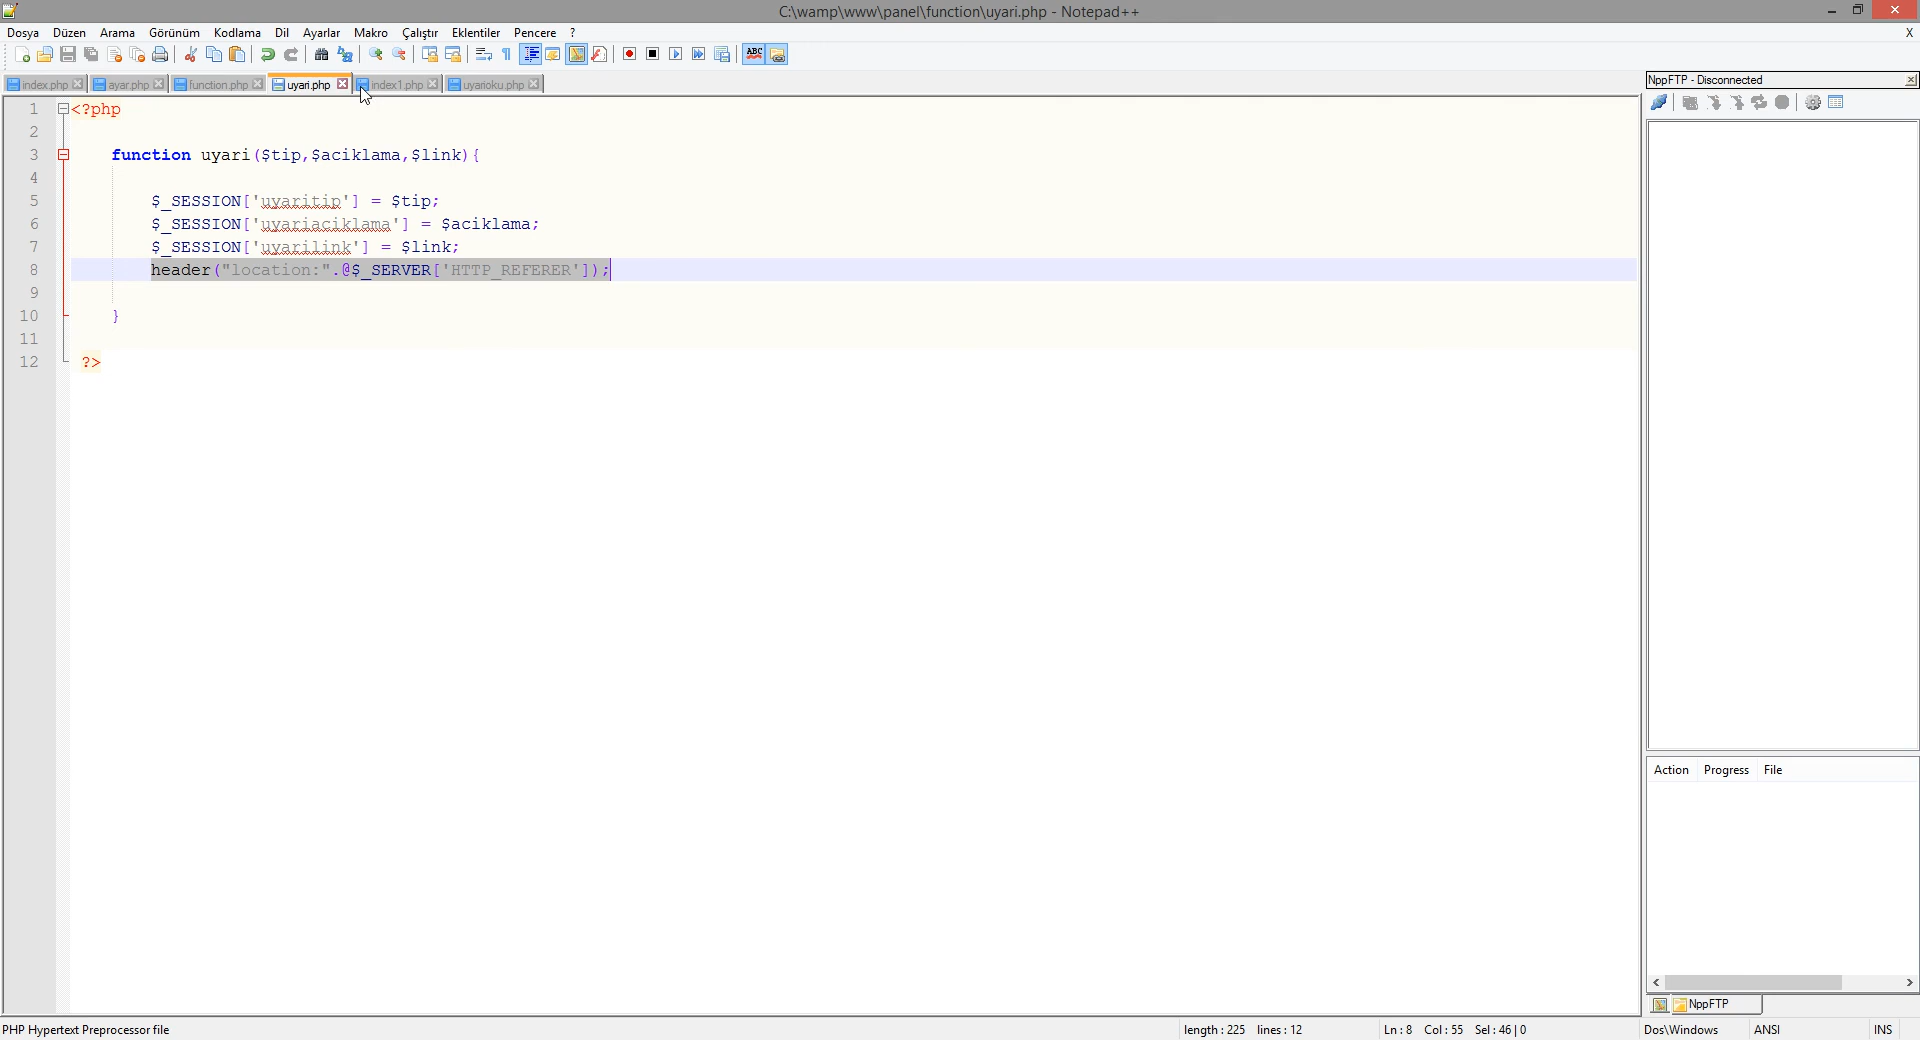 C:\wamp\www\panel\function\uyari.php - Notepad++
Dosya Düzen Arama Görünüm Kodlama Dil Ayarlar Makro Çalıştır Eklentiler Pencere ? X
index.php ayar.php function.php uyari.php index1.php uyarioku.php
NppFTP - Disconnected
1 <?php
2
3 function uyari($tip,$aciklama,$link){
4
5 $_SESSION['uyaritip'] = $tip;
6 $_SESSION['uyariaciklama'] = $aciklama;
7 $_SESSION['uyarilink'] = $link;
8 header("location:".@$_SERVER['HTTP_REFERER']);
9
10 }
11
12 ?>
Action Progress File
NppFTP
PHP Hypertext Preprocessor file length : 225 lines : 12 Ln : 8 Col : 55 Sel : 46 | 0 Dos\Windows ANSI INS